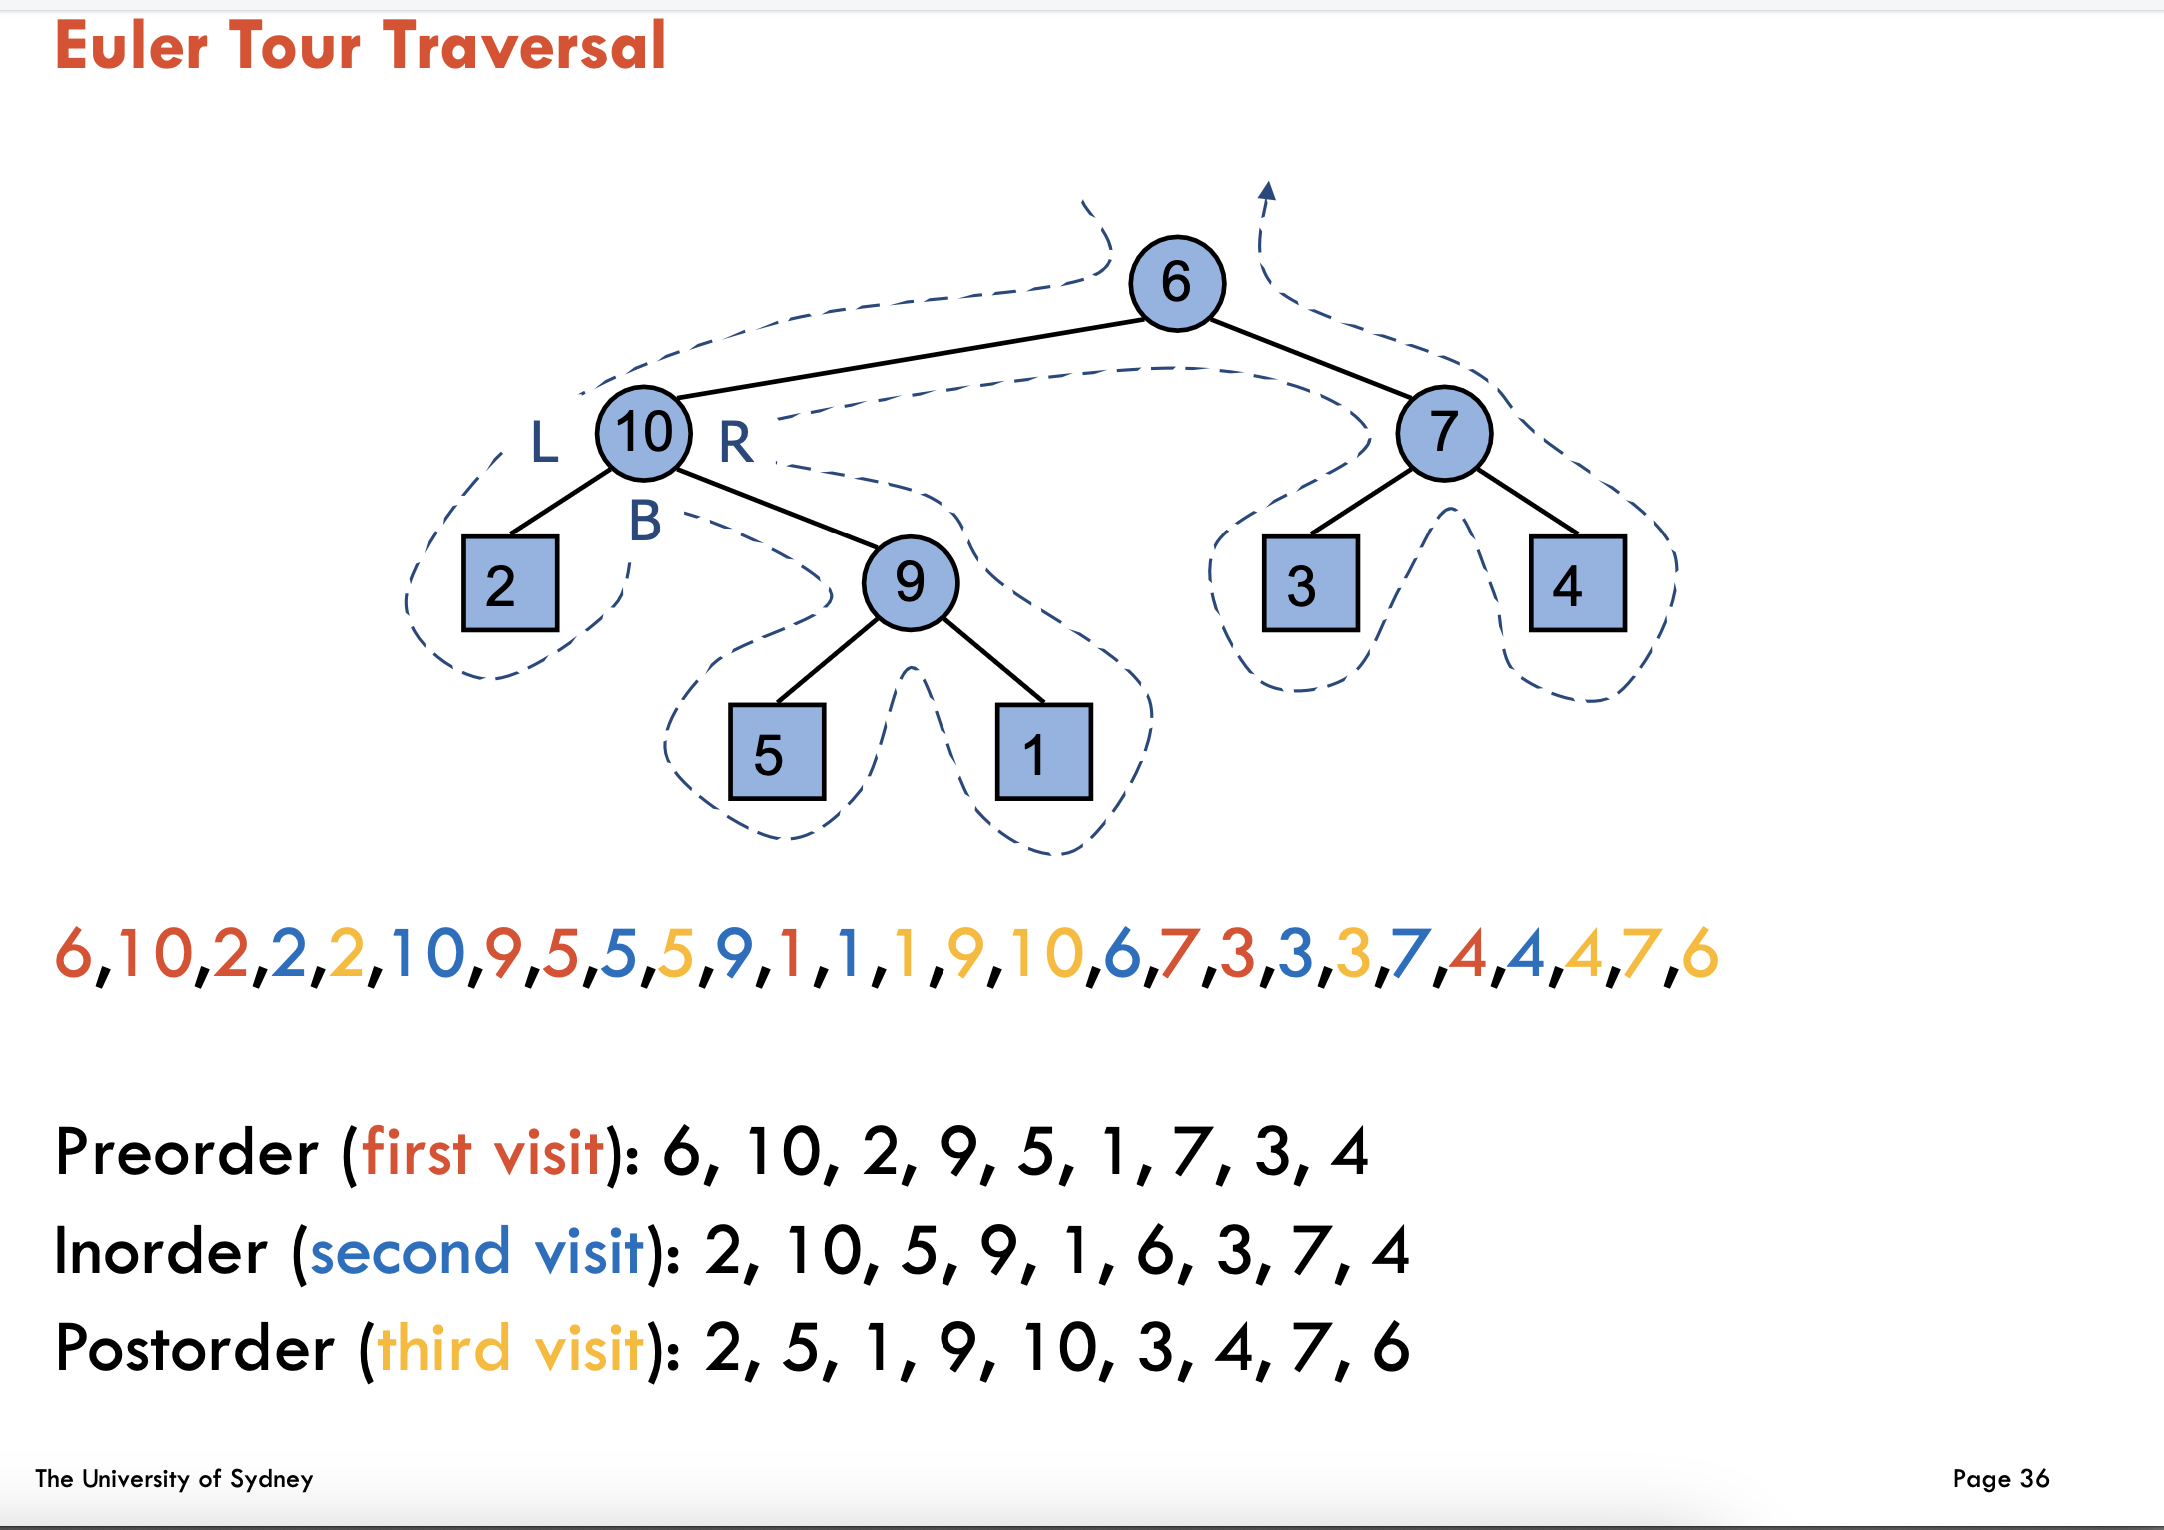 Euler Tour Traversal
6
10
7
L
R
B
2
9
3
4
5
1
6,10,2,2,2,10,9,5,5,5,9,1,1,1,9,10,6,7,3,3,3,7,4,4,4,7,6
Preorder (first visit): 6, 10, 2, 9, 5, 1, 7, 3, 4
Inorder (second visit): 2, 10, 5, 9, 1, 6, 3, 7, 4
Postorder (third visit): 2, 5, 1, 9, 10, 3, 4, 7, 6
The University of Sydney
Page 36